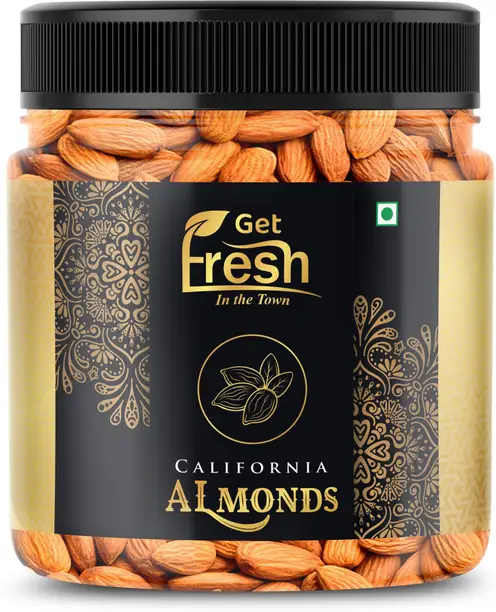 Get
Fresh
In the Town
CALIFORNIA
ALMONDS